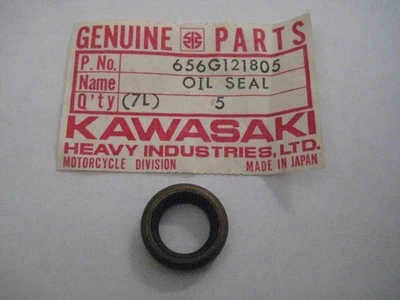 GENUINE PARTS
P.No. 656G121805
Name OIL SEAL
Q'ty (7L) 5
KAWASAKI
HEAVY INDUSTRIES, LTD.
MOTORCYCLE DIVISION MADE IN JAPAN